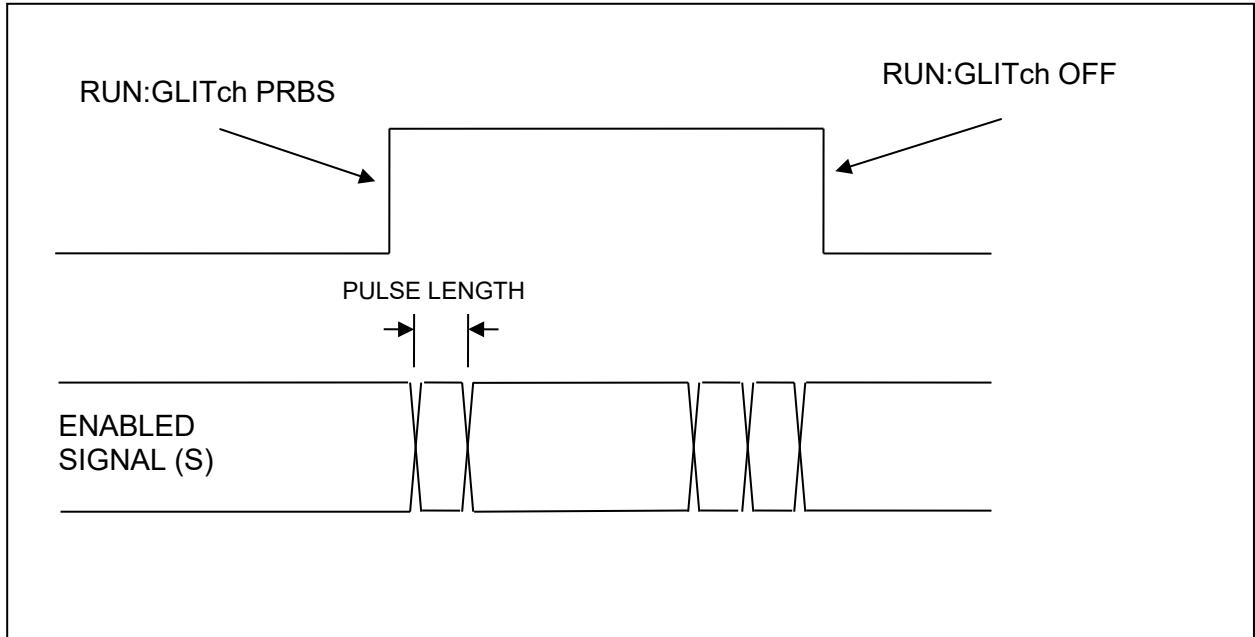 RUN:GLITch PRBS
RUN:GLITch OFF
PULSE LENGTH
ENABLED
SIGNAL (S)